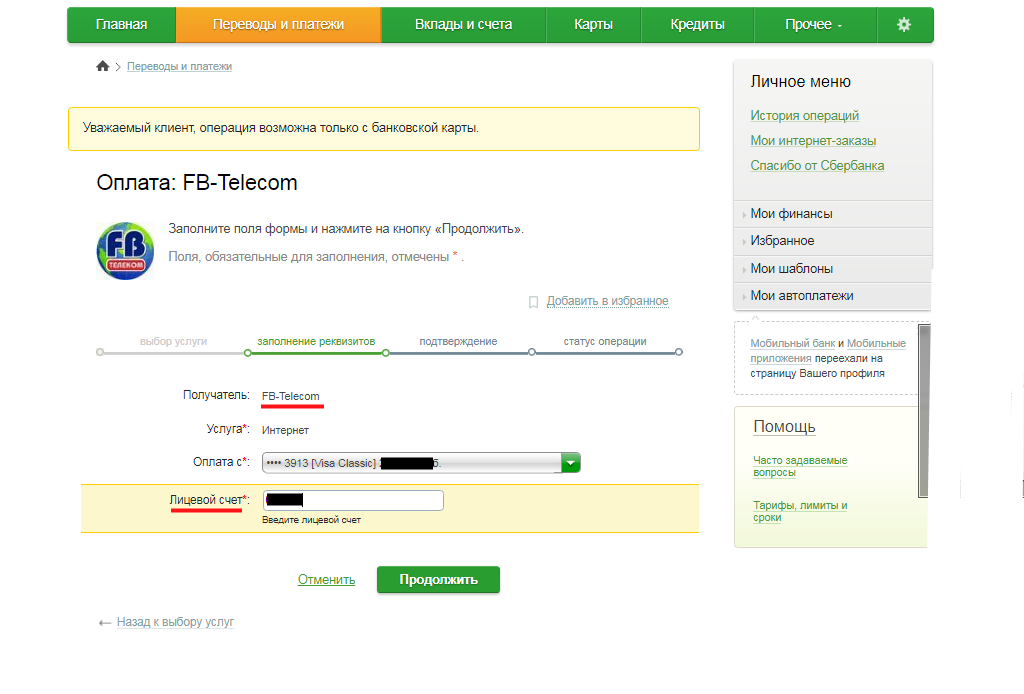 Главная
Переводы и платежи
Вклады и счета
Карты
Кредиты
Прочее
Переводы и платежи
Уважаемый клиент, операция возможна только с банковской карты.
Оплата: FB-Telecom
FB
ТЕЛЕКОМ
Заполните поля формы и нажмите на кнопку «Продолжить».
Поля, обязательные для заполнения, отмечены * .
Добавить в избранное
выбор услуги
заполнение реквизитов
подтверждение
статус операции
Получатель: FB-Telecom
Услуга*: Интернет
Оплата с*: •••• 3913 [Visa Classic] б.
Лицевой счет*:
Введите лицевой счет
Отменить
Продолжить
← Назад к выбору услуг
Личное меню
История операций
Мои интернет-заказы
Спасибо от Сбербанка
Мои финансы
Избранное
Мои шаблоны
Мои автоплатежи
Мобильный банк и Мобильные
приложения переехали на
страницу Вашего профиля
Помощь
Часто задаваемые
вопросы
Тарифы, лимиты и
сроки